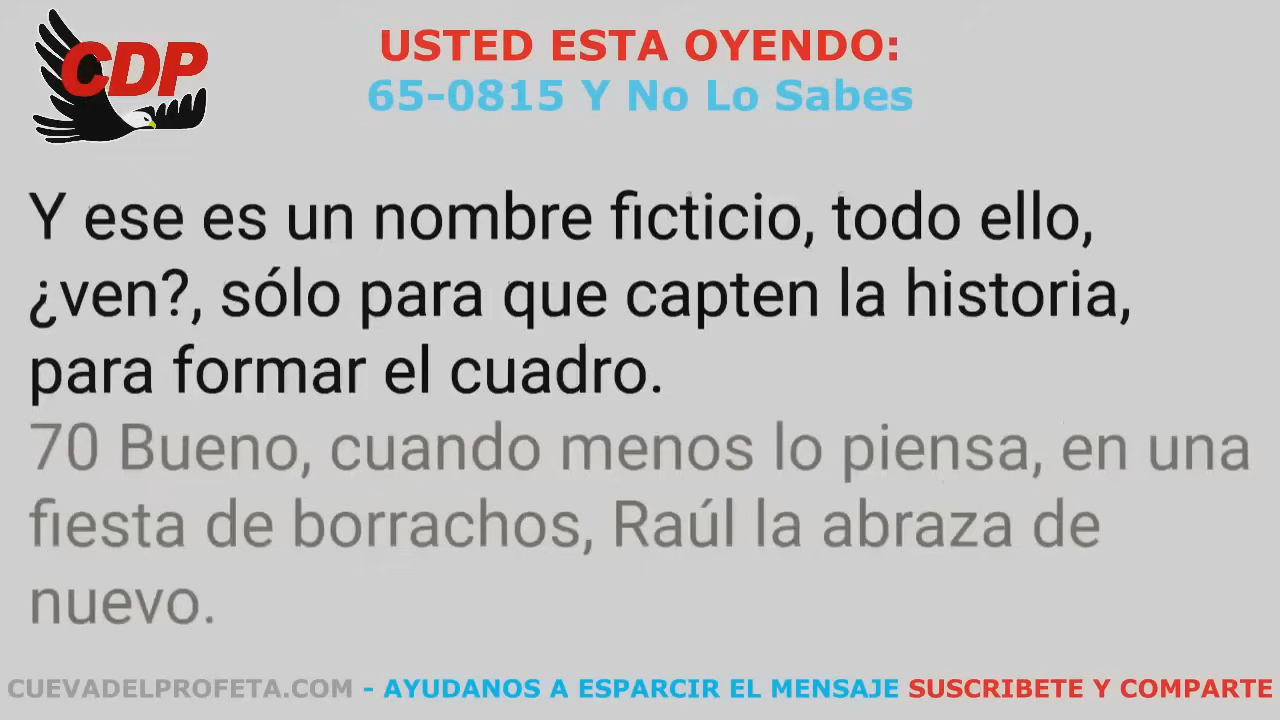 CDP
USTED ESTA OYENDO:
65-0815 Y No Lo Sabes
Y ese es un nombre ficticio, todo ello,
¿ven?, sólo para que capten la historia,
para formar el cuadro.
70 Bueno, cuando menos lo piensa, en una
fiesta de borrachos, Raúl la abraza de
nuevo.
CUEVADELPROFETA.COM - AYUDANOS A ESPARCIR EL MENSAJE SUSCRIBETE Y COMPARTE